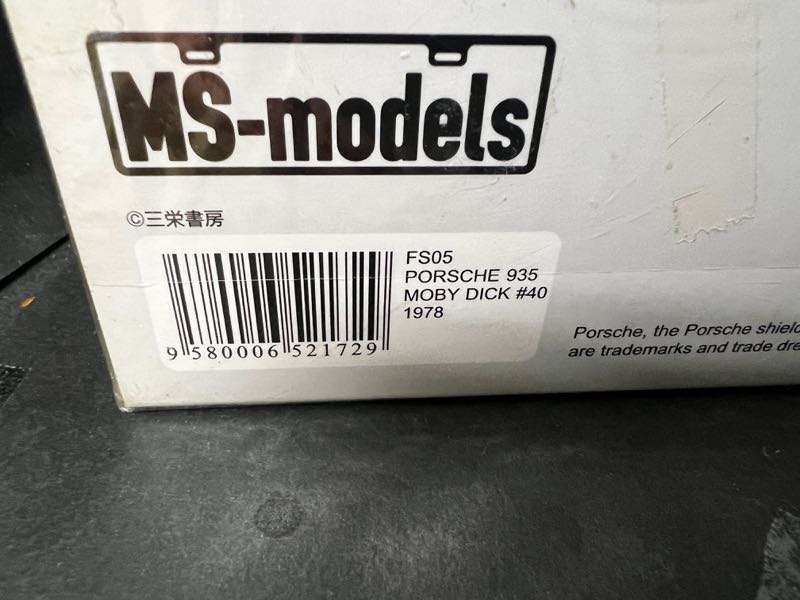 MS-models
©三栄書房
FS05
PORSCHE 935
MOBY DICK #40
1978
9 580006 521729
Porsche, the Porsche shield
are trademarks and trade dre